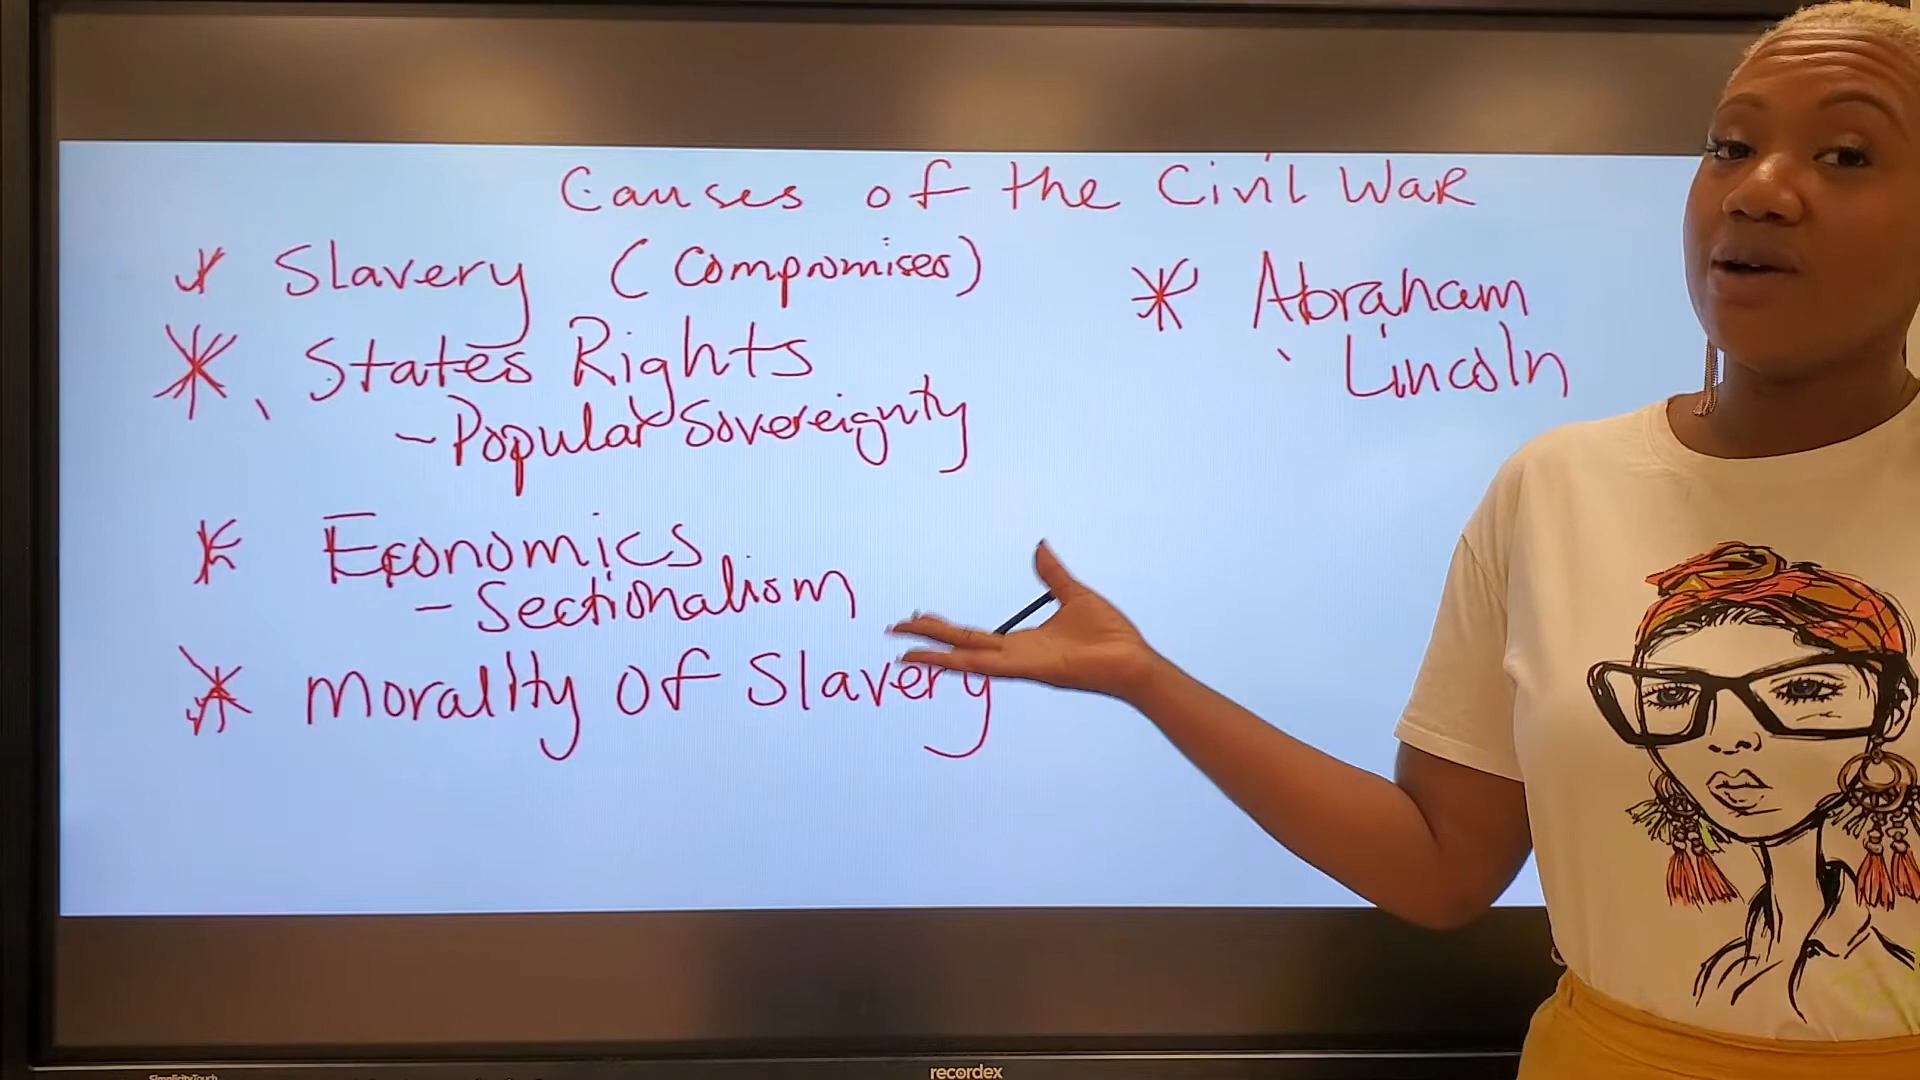 Causes of the Civil War
Slavery (Compromises)
States Rights
- Popular Sovereignty
Economics
- Sectionalism
Morality of Slavery
Abraham
Lincoln
SimplicityTouch
recordex